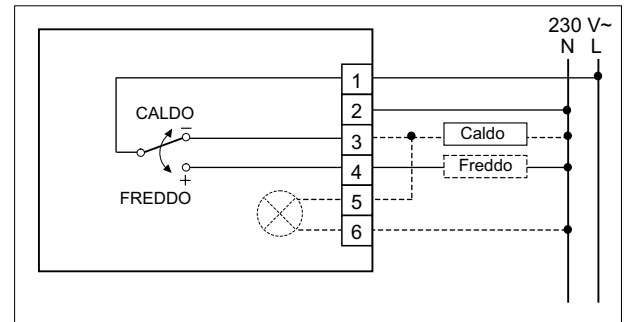 230 V~
N L
1
2
CALDO
–
3
Caldo
4
Freddo
+
FREDDO
5
6